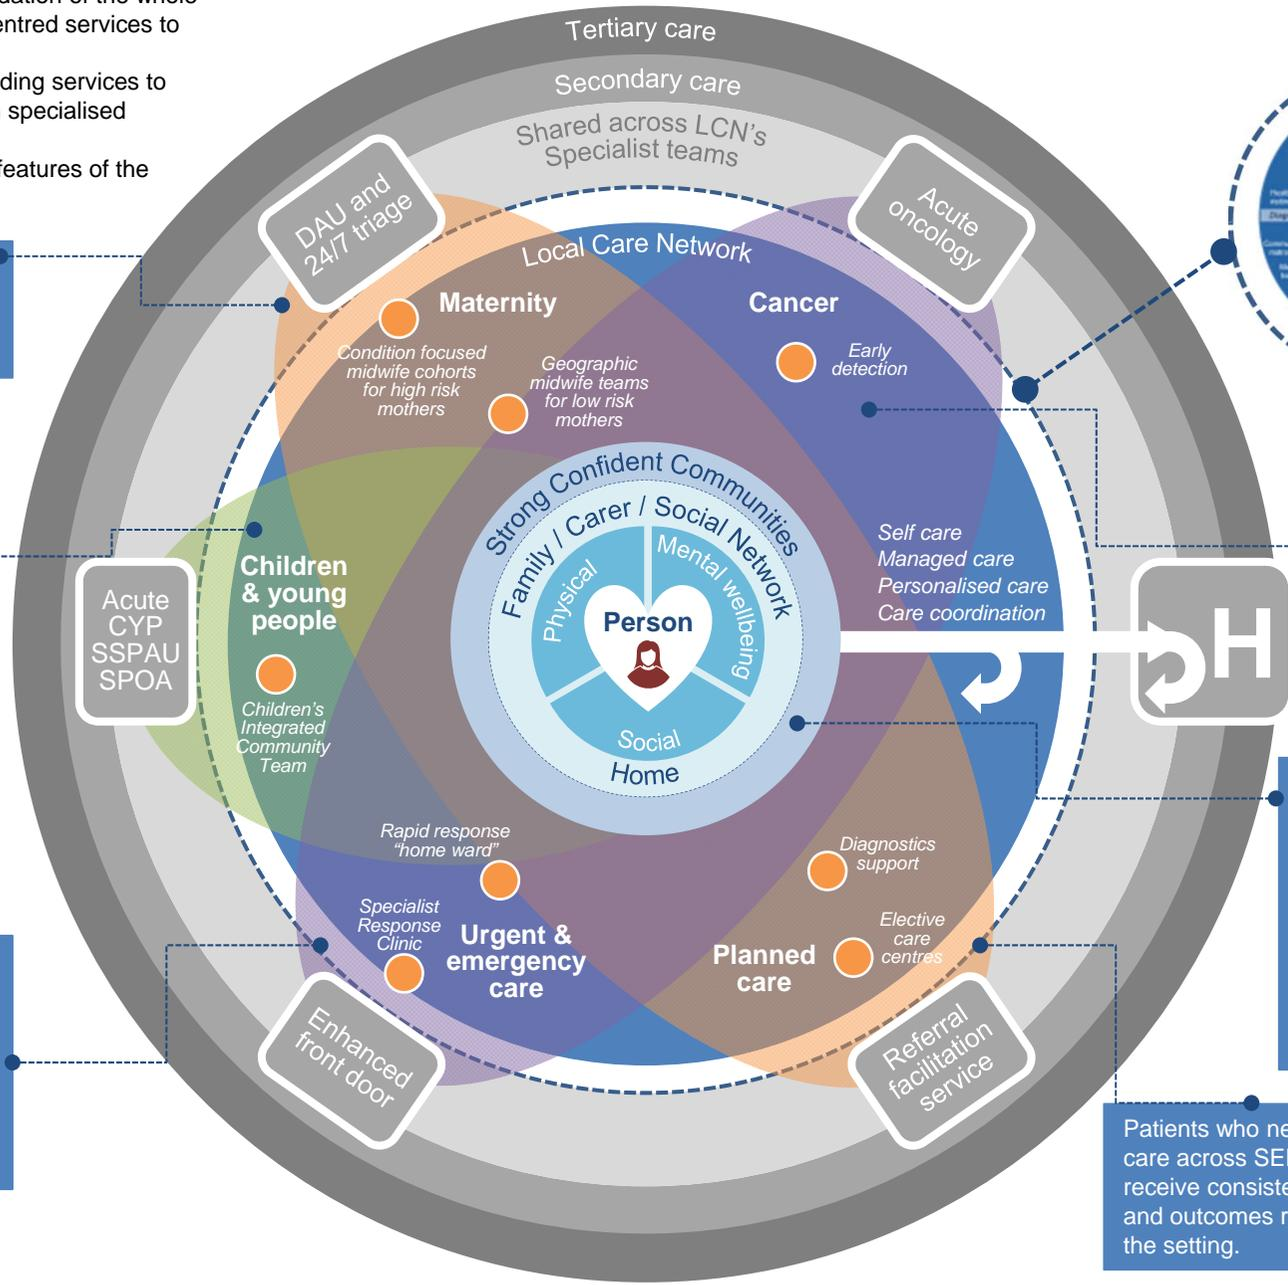 dation of the whole
entred services to
ding services to
specialised
features of the
Tertiary care
Secondary care
Shared across LCN's
Specialist teams
DAU and
24/7 triage
Acute
oncology
Local Care Network
Maternity
Cancer
Condition focused
midwife cohorts
for high risk
mothers
Geographic
midwife teams
for low risk
mothers
Early
detection
Strong Confident Communities
Family / Carer / Social Network
Physical
Mental wellbeing
Social
Person
Home
Self care
Managed care
Personalised care
Care coordination
H
Children
& young
people
Acute
CYP
SSPAU
SPOA
Children's
Integrated
Community
Team
Rapid response
“home ward”
Specialist
Response
Clinic
Urgent &
emergency
care
Diagnostics
support
Elective
care
centres
Planned
care
Enhanced
front door
Referral
facilitation
service
Patients who ne
care across SE
receive consiste
and outcomes r
the setting.